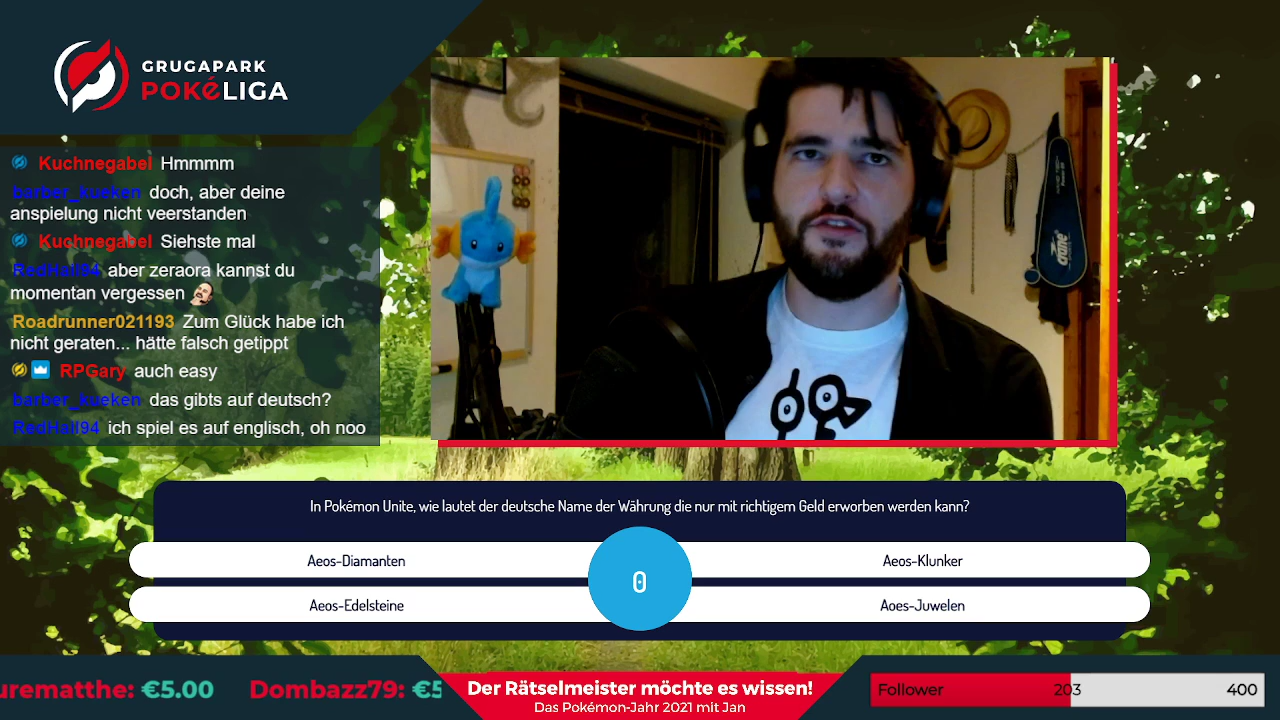 GRUGAPARK
POKéLIGA
Kuchnegabel Hmmmm
barber_kueken doch, aber deine
anspielung nicht veerstanden
Kuchnegabel Siehste mal
RedHail94 aber zeraora kannst du
momentan vergessen
Roadrunner021193 Zum Glück habe ich
nicht geraten... hätte falsch getippt
RPGary auch easy
barber_kueken das gibts auf deutsch?
RedHail94 ich spiel es auf englisch, oh noo
In Pokémon Unite, wie lautet der deutsche Name der Währung die nur mit richtigem Geld erworben werden kann?
Aeos-Diamanten
Aeos-Klunker
0
Aeos-Edelsteine
Aoes-Juwelen
urematthe: €5.00 Dombazz79: €5
Der Rätselmeister möchte es wissen!
Das Pokémon-Jahr 2021 mit Jan
Follower 203 400